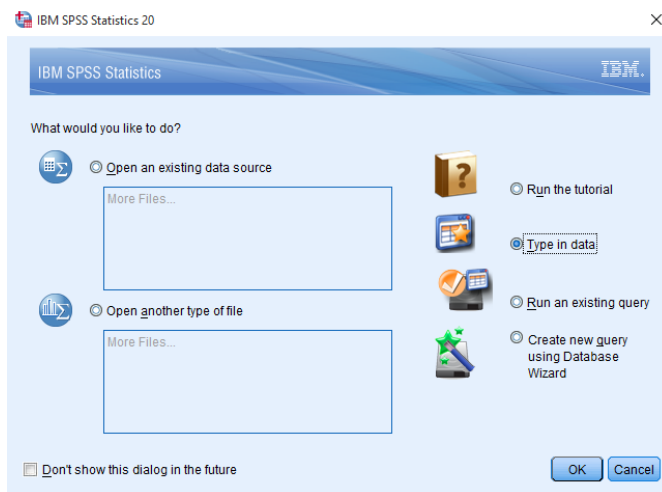 IBM SPSS Statistics 20
IBM SPSS Statistics
IBM.
What would you like to do?
Open an existing data source
More Files...
Open another type of file
More Files...
Run the tutorial
Type in data
Run an existing query
Create new query
using Database
Wizard
Don't show this dialog in the future
OK
Cancel